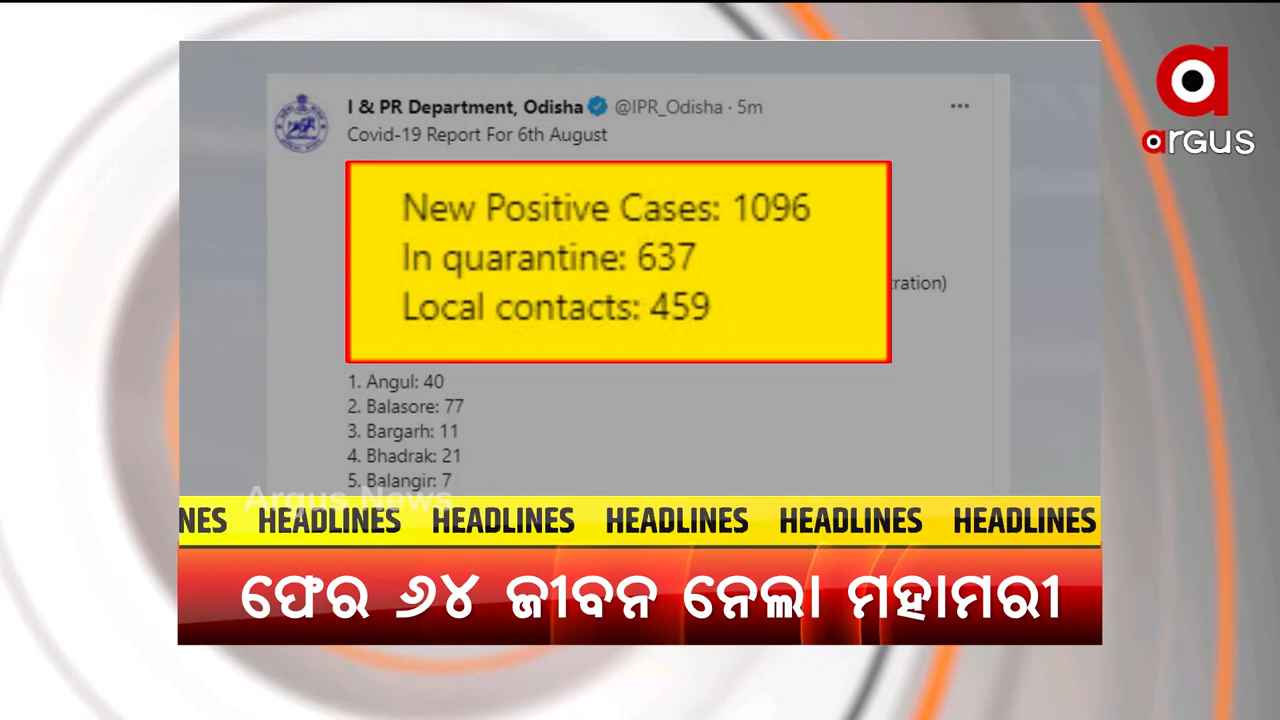 I & PR Department, Odisha @IPR_Odisha · 5m
Covid-19 Report For 6th August
New Positive Cases: 1096
In quarantine: 637
Local contacts: 459
1. Angul: 40
2. Balasore: 77
3. Bargarh: 11
4. Bhadrak: 21
5. Balangir: 7
argus
Argus News
HEADLINES HEADLINES HEADLINES HEADLINES HEADLINES
ଫେର ୬୪ ଜୀବନ ନେଲା ମହାମରୀ